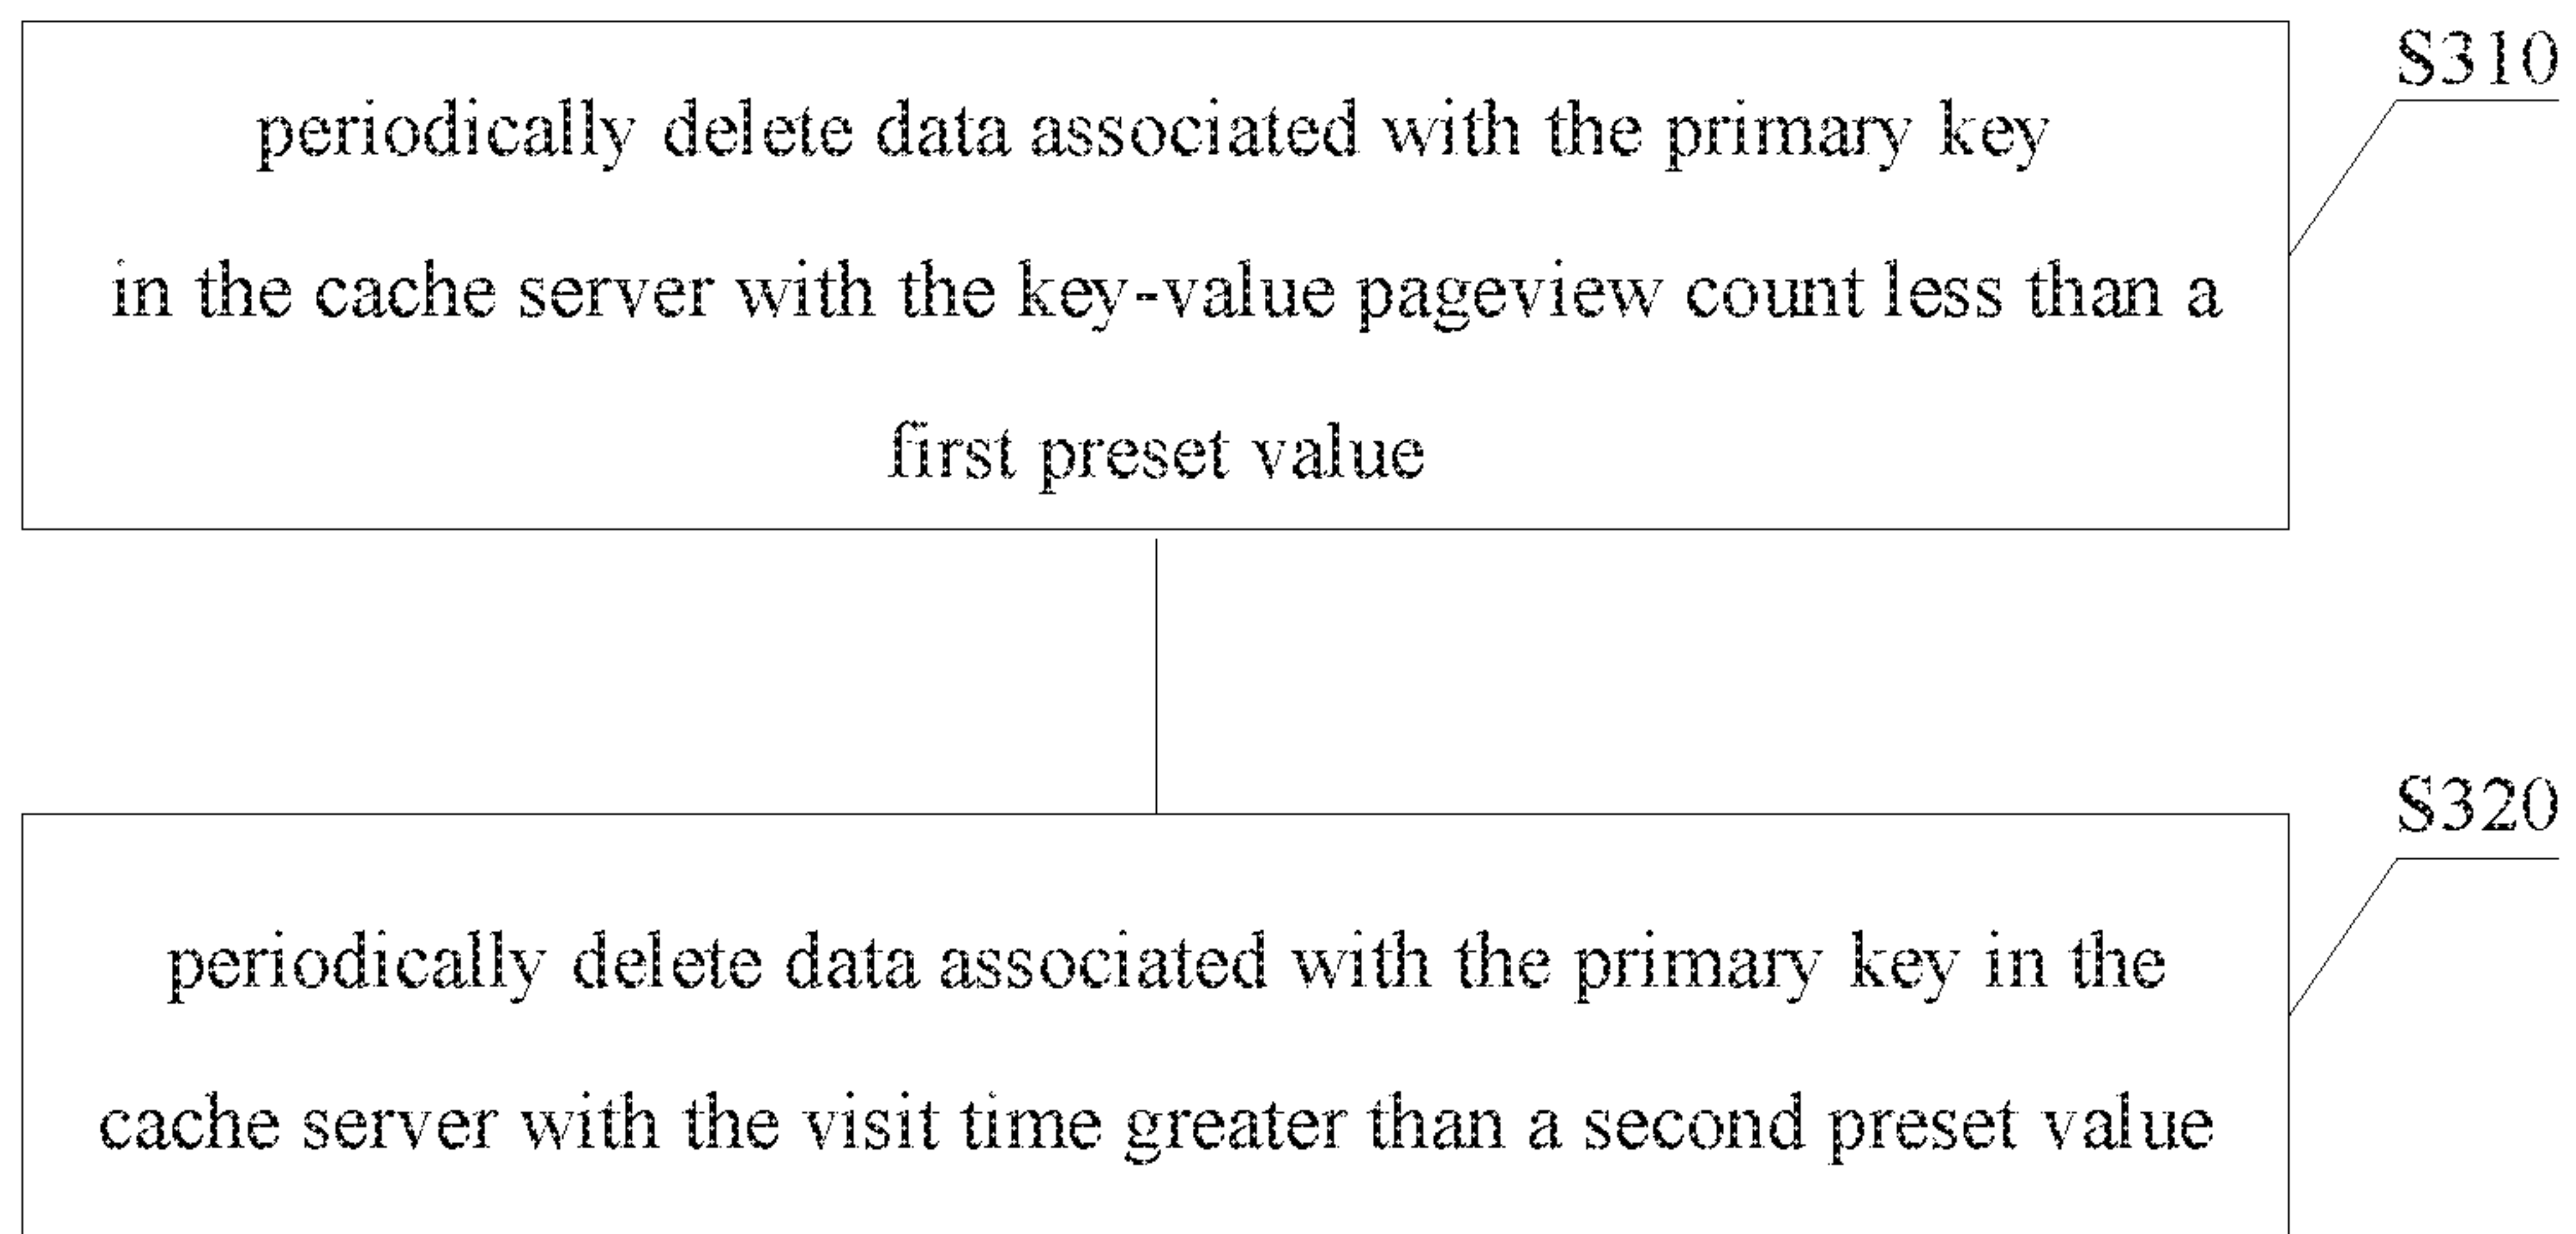 S310
periodically delete data associated with the primary key
in the cache server with the key-value pageview count less than a
first preset value
S320
periodically delete data associated with the primary key in the
cache server with the visit time greater than a second preset value